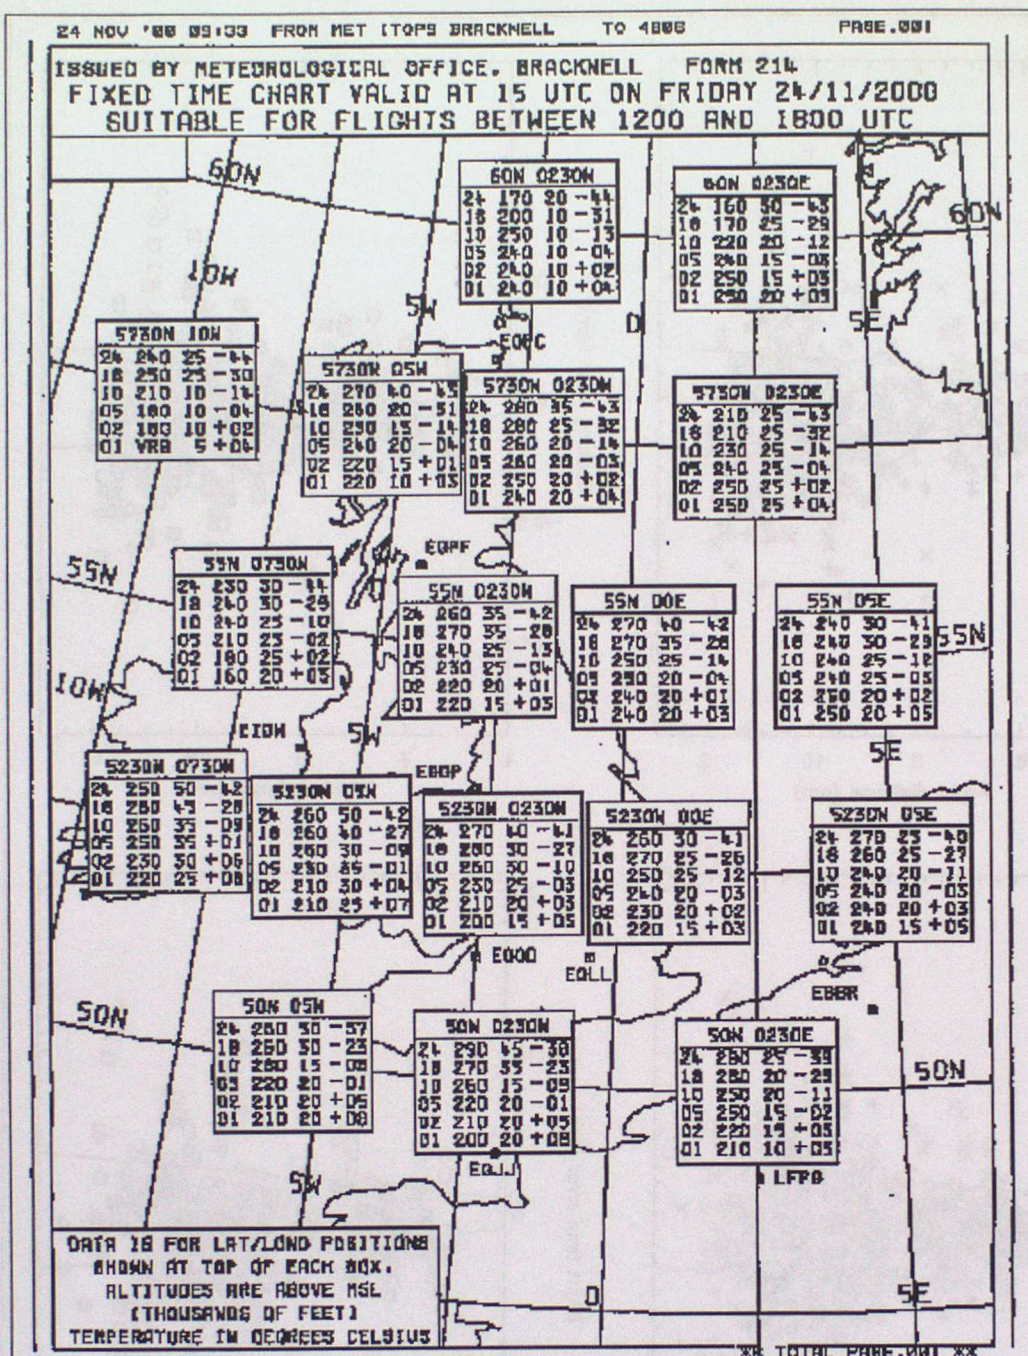 24 NOV '00 09:33 FROM MET ITOPS BRACKNELL TO 4806 PAGE.001
ISSUED BY METEOROLOGICAL OFFICE, BRACKNELL FORM 214
FIXED TIME CHART VALID AT 15 UTC ON FRIDAY 24/11/2000
SUITABLE FOR FLIGHTS BETWEEN 1200 AND 1800 UTC
60N
60N 0230W
24 170 20 -44
18 200 10 -31
10 250 10 -13
05 240 10 -04
02 240 10 +02
01 240 10 +04
60N 0230E
24 160 30 -43
18 170 25 -29
10 220 20 -12
05 240 15 -03
02 250 15 +03
01 250 20 +05
60N
10W
5W
0
5E
5730N 10W
24 240 25 -44
18 250 25 -30
10 210 10 -14
05 180 10 -04
02 180 10 +02
01 VRB 5 +04
5730N 05W
24 270 40 -43
18 260 20 -31
10 250 15 -14
05 240 20 -04
02 220 15 +01
01 220 10 +03
5730N 0230W
24 280 35 -43
18 280 25 -32
10 260 20 -14
05 260 20 -03
02 250 20 +02
01 240 20 +04
5730N 0230E
24 210 25 -43
18 210 25 -32
10 230 25 -14
05 240 25 -04
02 250 25 +02
01 250 25 +04
EGPF
55N
55N 0730W
24 230 30 -44
18 240 30 -26
10 240 25 -10
05 210 25 -02
02 180 25 +02
01 160 20 +03
55N 0230W
24 260 35 -42
18 270 35 -28
10 240 25 -13
05 230 25 -04
02 220 20 +01
01 220 15 +03
55N 00E
24 270 40 -42
18 270 35 -28
10 250 25 -14
05 250 20 -04
02 240 20 +01
01 240 20 +03
55N 05E
24 240 30 -41
18 240 30 -29
10 240 25 -12
05 240 25 -03
02 250 20 +02
01 250 20 +05
55N
10W
EIDW
5W
5E
5230N 0730W
24 250 50 -42
18 260 45 -26
10 250 35 -09
05 250 35 +01
02 230 30 +06
01 220 25 +08
5230N 05W
24 260 50 -42
18 260 40 -27
10 260 30 -09
05 230 35 -01
02 210 30 +04
01 210 25 +07
5230N 0230W
24 270 40 -41
18 280 30 -27
10 260 30 -10
05 230 25 -03
02 210 20 +03
01 200 15 +05
5230N 00E
24 260 30 -41
18 270 25 -26
10 250 25 -12
05 240 20 -03
02 230 20 +02
01 220 15 +03
5230N 05E
24 270 25 -40
18 260 25 -27
10 240 20 -11
05 240 20 -03
02 240 20 +03
01 240 15 +05
EGLL
EBBR
50N
50N 05W
24 280 30 -37
18 260 30 -23
10 260 15 -08
05 220 20 -01
02 210 20 +05
01 210 20 +08
50N 0230W
24 290 45 -38
18 270 35 -23
10 260 15 -09
05 220 20 -01
02 210 20 +05
01 200 20 +08
50N 0230E
24 260 25 -39
18 280 20 -25
10 250 20 -11
05 250 15 -02
02 220 15 +03
01 210 10 +05
50N
EGJJ
LFPG
5W
DATA IS FOR LAT/LONG POSITIONS
SHOWN AT TOP OF EACH BOX.
ALTITUDES ARE ABOVE MSL
(THOUSANDS OF FEET)
TEMPERATURE IN DEGREES CELSIUS
0
5E
** TOTAL PAGE.001 **